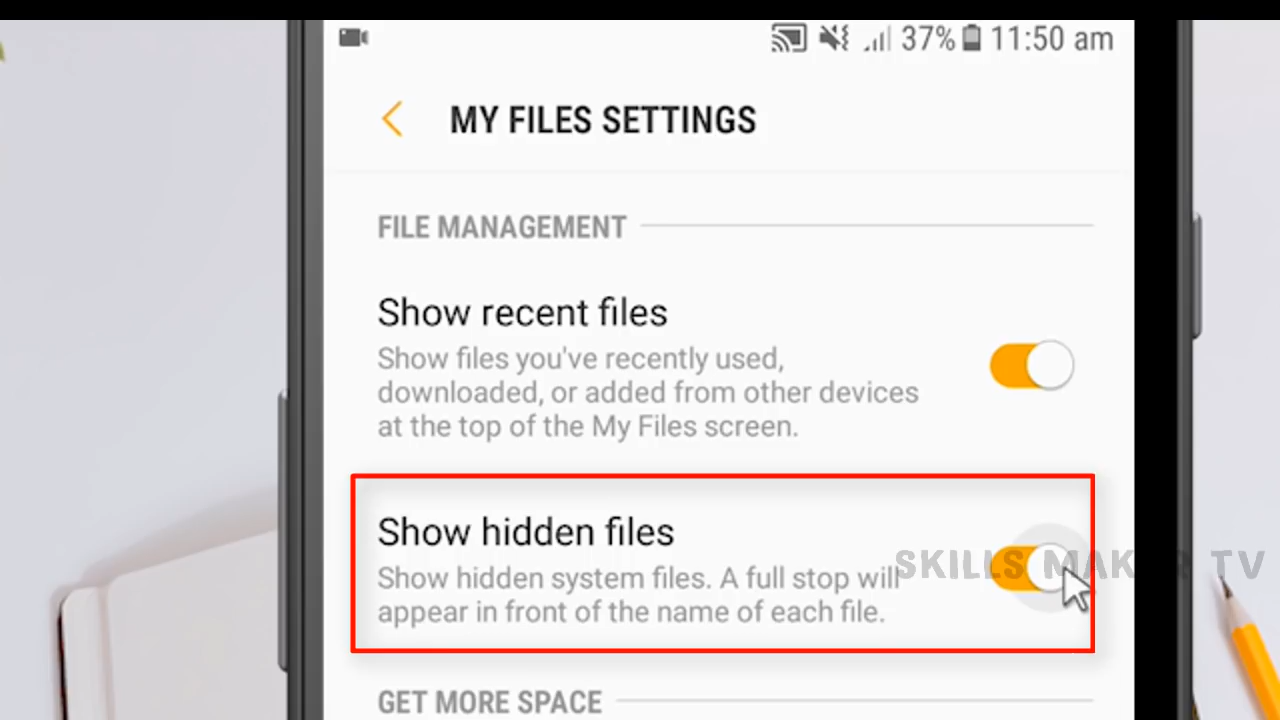 37% 11:50 am
MY FILES SETTINGS
FILE MANAGEMENT
Show recent files
Show files you've recently used,
downloaded, or added from other devices
at the top of the My Files screen.
Show hidden files
Show hidden system files. A full stop will
appear in front of the name of each file.
SKILLS MAKER TV
GET MORE SPACE